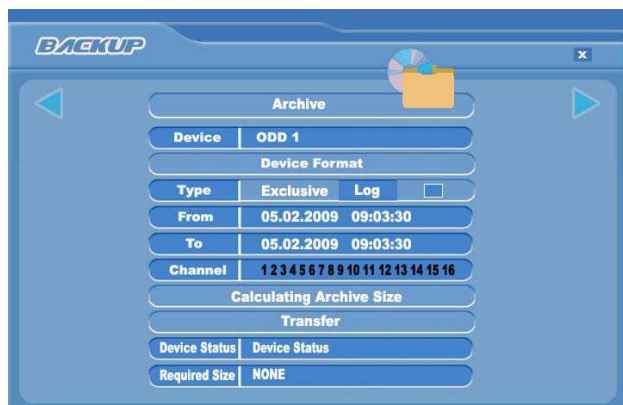 BACKUP
X
Archive
Device ODD 1
Device Format
Type Exclusive Log
From 05.02.2009 09:03:30
To 05.02.2009 09:03:30
Channel 1 2 3 4 5 6 7 8 9 10 11 12 13 14 15 16
Calculating Archive Size
Transfer
Device Status Device Status
Required Size NONE